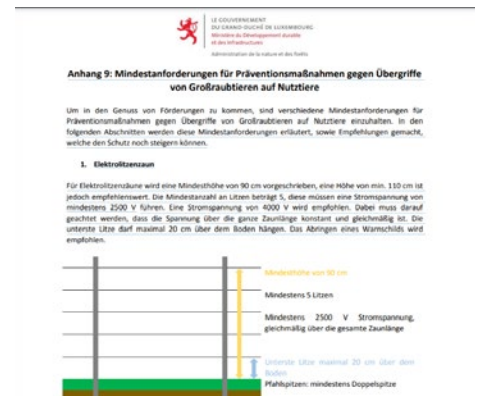 LE GOUVERNEMENT
DU GRAND-DUCHÉ DE LUXEMBOURG
Ministère du Développement durable
et des Infrastructures
Administration de la nature et des forêts
Anhang 9: Mindestanforderungen für Präventionsmaßnahmen gegen Übergriffe
von Großraubtieren auf Nutztiere
Um in den Genuss von Förderungen zu kommen, sind verschiedene Mindestanforderungen für
Präventionsmaßnahmen gegen Übergriffe von Großraubtieren auf Nutztiere einzuhalten. In den
folgenden Abschnitten werden diese Mindestanforderungen erläutert, sowie Empfehlungen gemacht,
welche den Schutz noch steigern können.
1. Elektrolitzenzaun
Für Elektrolitzenzäune wird eine Mindesthöhe von 90 cm vorgeschrieben, eine Höhe von min. 110 cm ist
jedoch empfehlenswert. Die Mindestanzahl an Litzen beträgt 5, diese müssen eine Stromspannung von
mindestens 2500 V führen. Eine Stromspannung von 4000 V wird empfohlen. Dabei muss darauf
geachtet werden, dass die Spannung über die ganze Zaunlänge konstant und gleichmäßig ist. Die
unterste Litze darf maximal 20 cm über dem Boden hängen. Das Abringen eines Warnschilds wird
empfohlen.
Mindesthöhe von 90 cm
Mindestens 5 Litzen
Mindestens 2500 V Stromspannung,
gleichmäßig über die gesamte Zaunlänge
Unterste Litze maximal 20 cm über dem
Boden
Pfahlspitzen: mindestens Doppelspitze